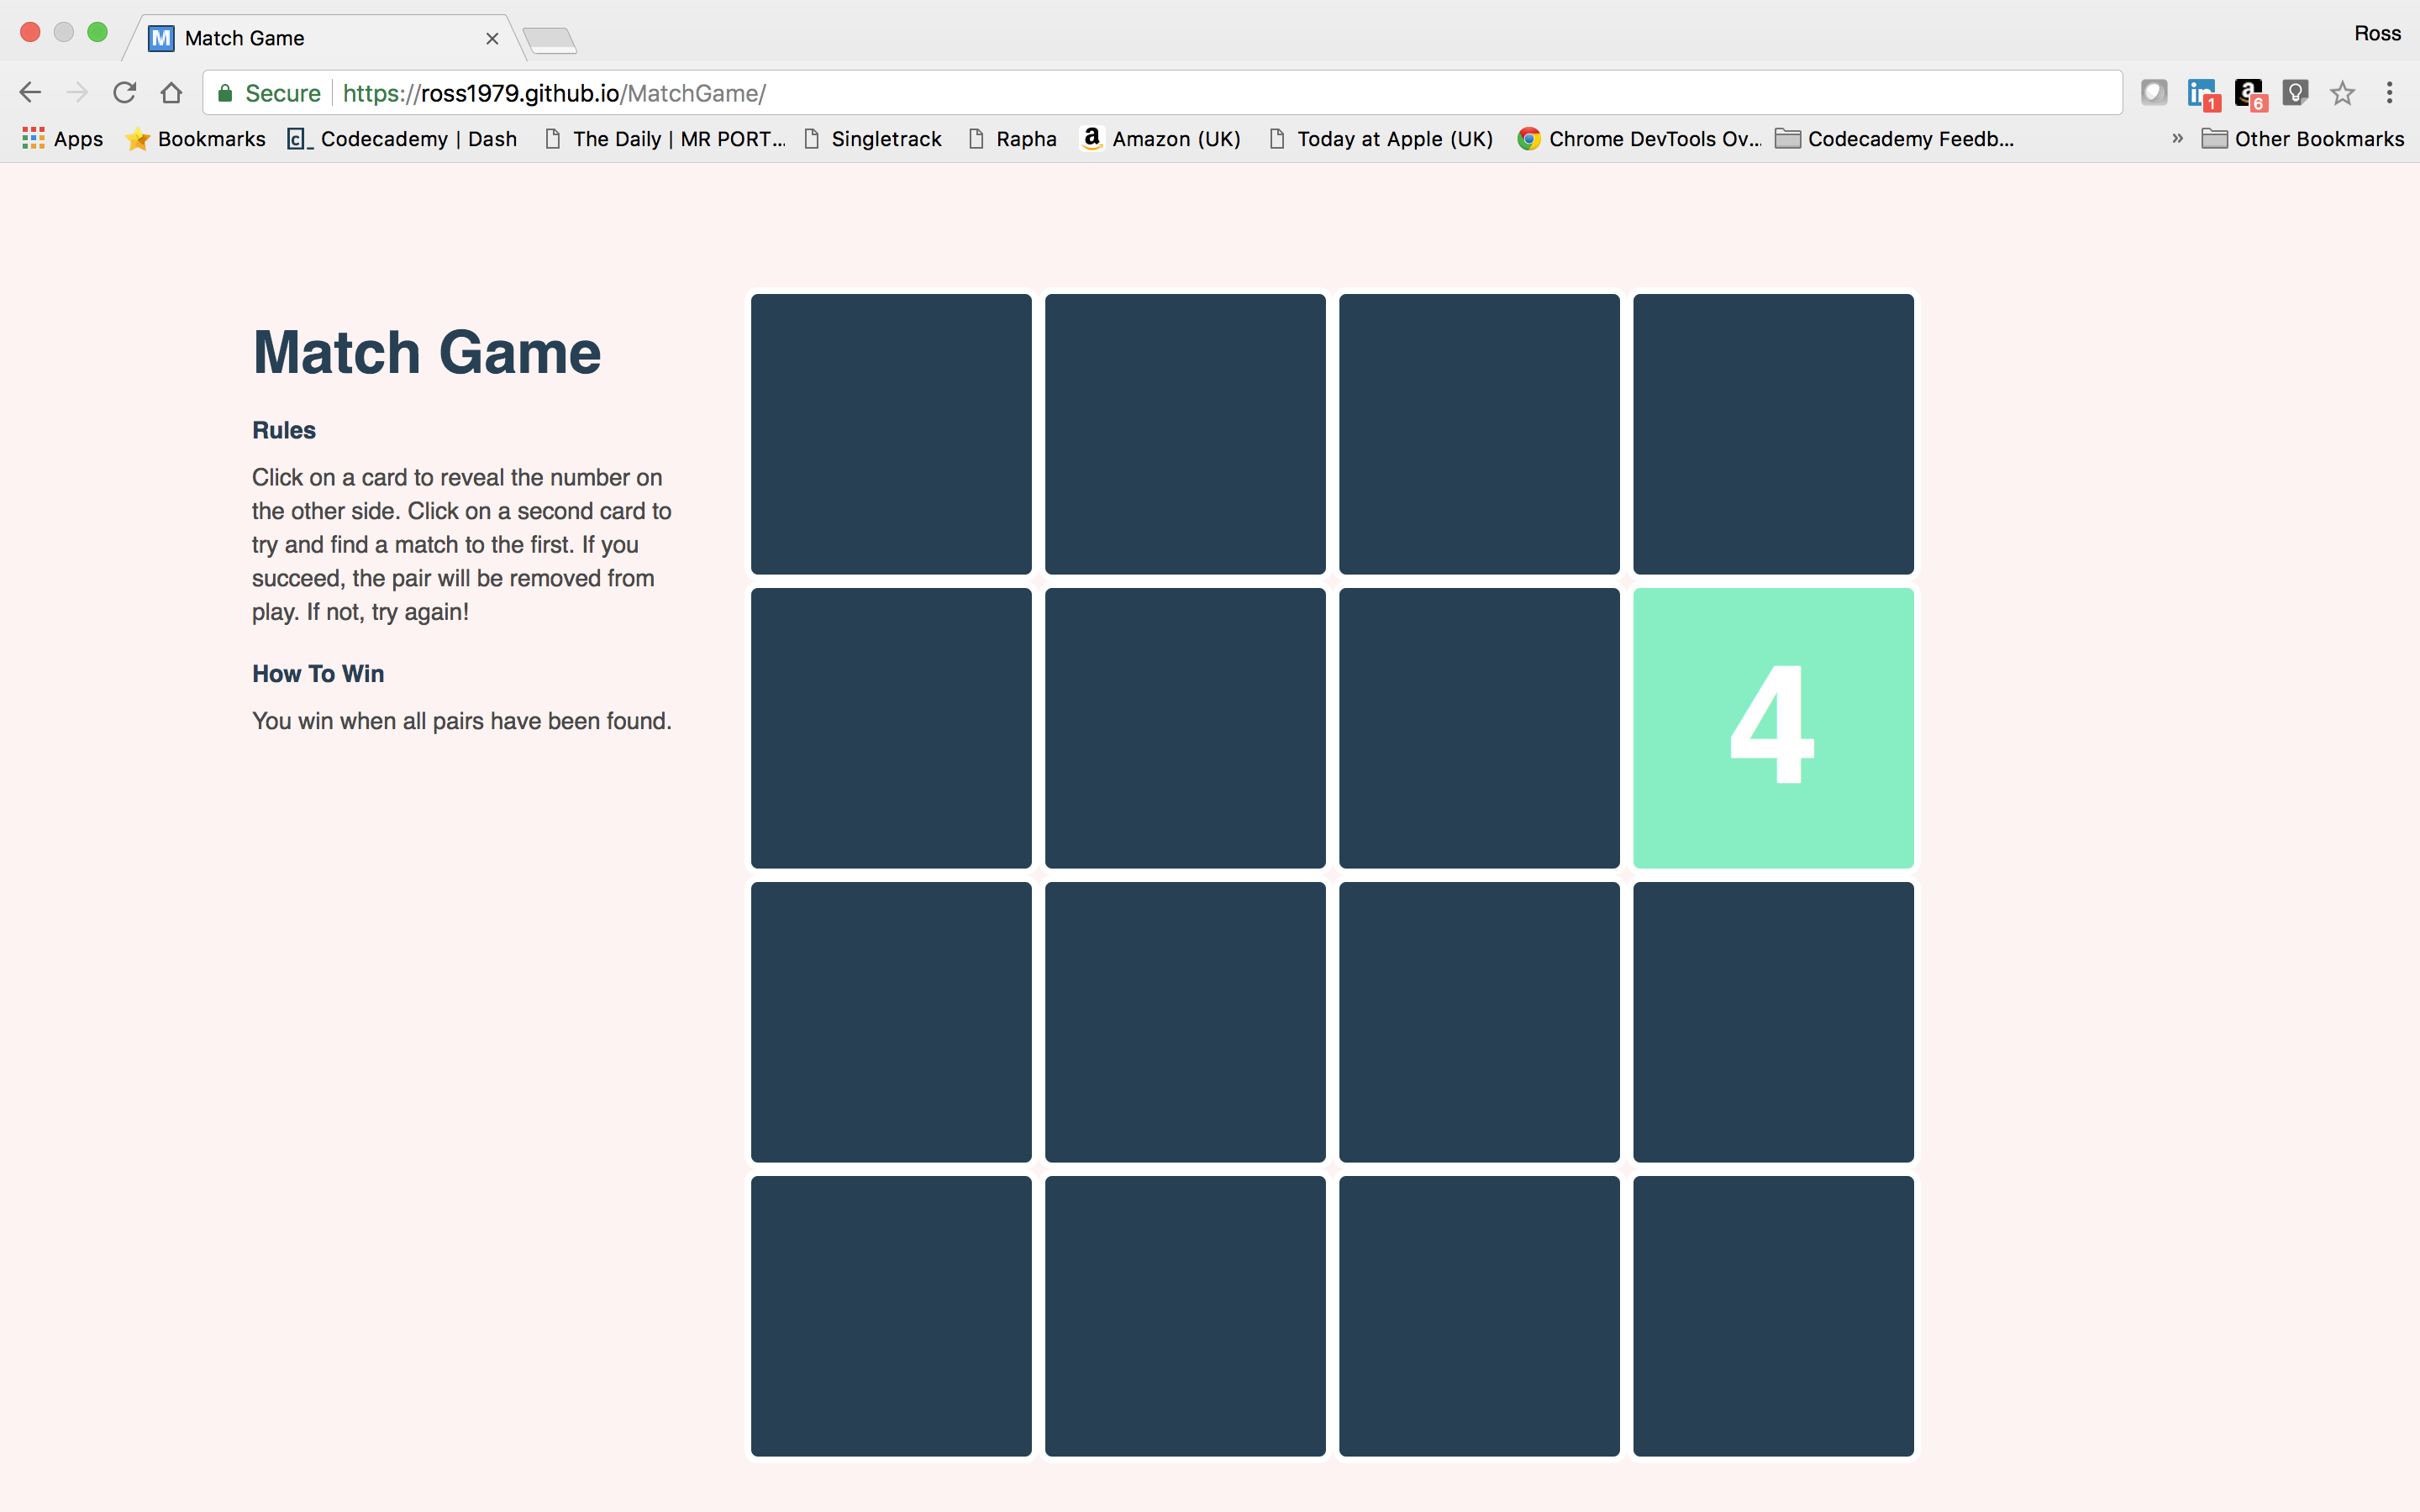 M Match Game
Ross
Secure https://ross1979.github.io/MatchGame/
in 1 a 6
Apps Bookmarks c_ Codecademy | Dash The Daily | MR PORT... Singletrack Rapha a Amazon (UK) Today at Apple (UK) Chrome DevTools Ov... Codecademy Feedb... » Other Bookmarks
Match Game
Rules
Click on a card to reveal the number on
the other side. Click on a second card to
try and find a match to the first. If you
succeed, the pair will be removed from
play. If not, try again!
How To Win
You win when all pairs have been found.
4